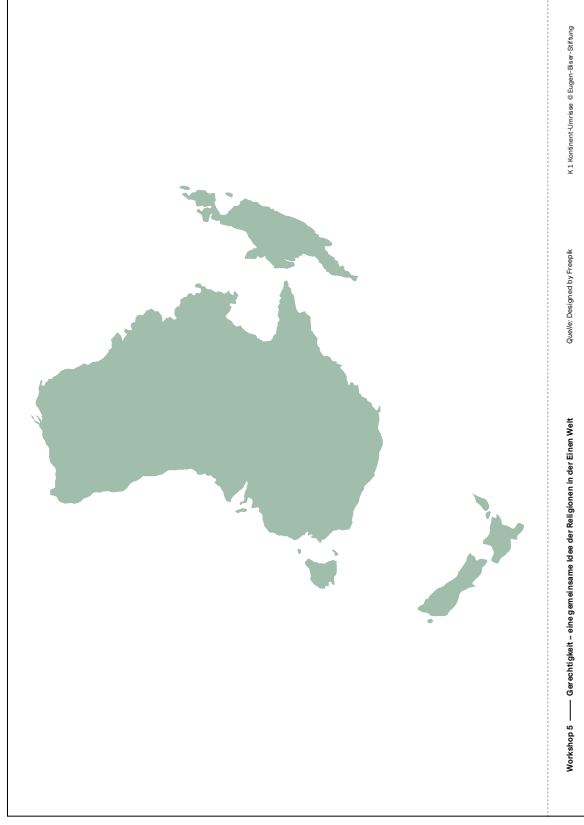 Workshop 5 —— Gerechtigkeit – eine gemeinsame Idee der Religionen in der Einen Welt
Quelle: Designed by Freepik
K 1 Kontinent-Umrisse © Eugen-Biser-Stiftung